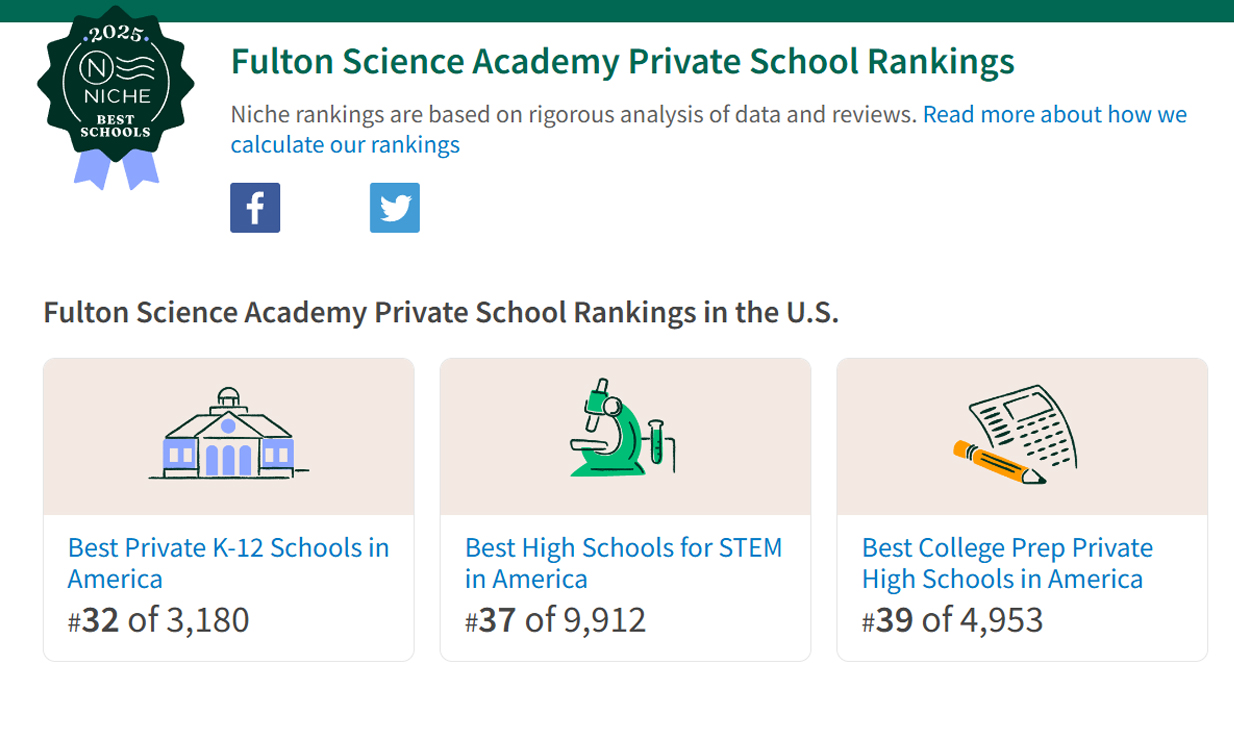 2025
N
NICHE
BEST
SCHOOLS
Fulton Science Academy Private School Rankings
Niche rankings are based on rigorous analysis of data and reviews. Read more about how we
calculate our rankings
Fulton Science Academy Private School Rankings in the U.S.
Best Private K-12 Schools in
America
#32 of 3,180
Best High Schools for STEM
in America
#37 of 9,912
Best College Prep Private
High Schools in America
#39 of 4,953